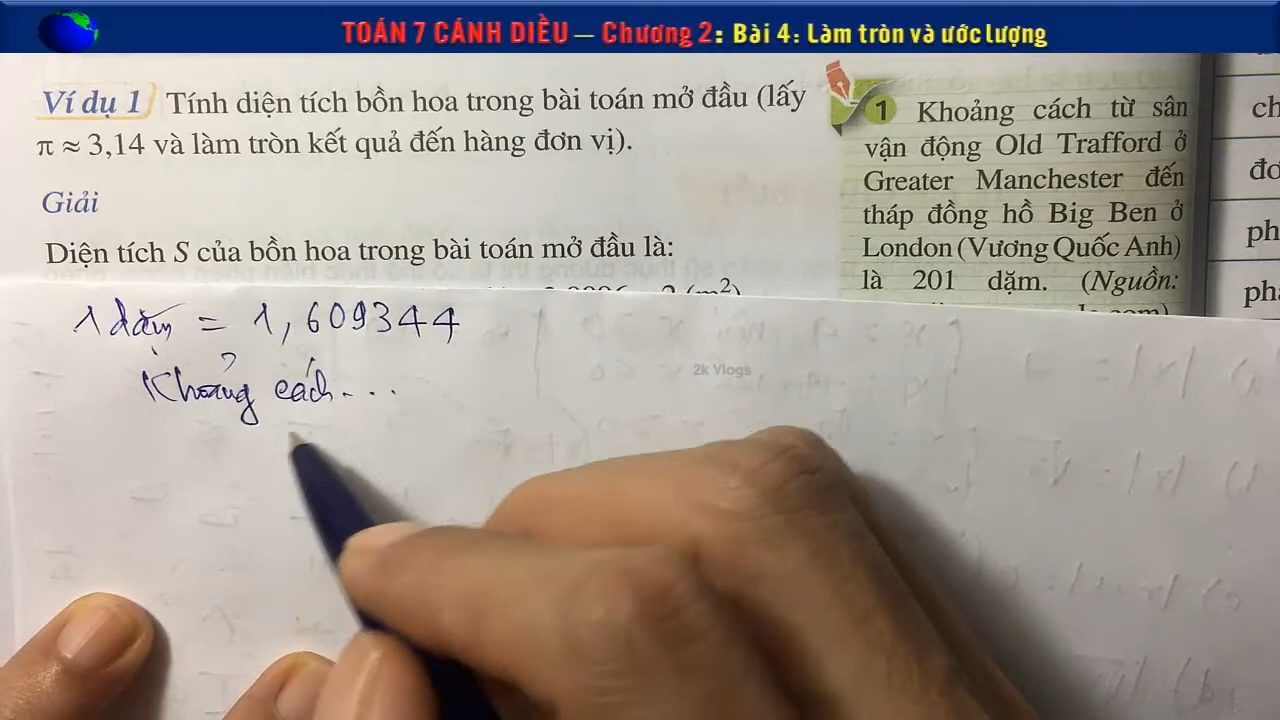 TOÁN 7 CÁNH DIỀU – Chương 2: Bài 4: Làm tròn và ước lượng
Ví dụ 1 Tính diện tích bồn hoa trong bài toán mở đầu (lấy
π ≈ 3,14 và làm tròn kết quả đến hàng đơn vị).
Giải
Diện tích S của bồn hoa trong bài toán mở đầu là:
1 Khoảng cách từ sân
vận động Old Trafford ở
Greater Manchester đến
tháp đồng hồ Big Ben ở
London (Vương Quốc Anh)
là 201 dặm. (Nguồn:
ch
ph
1 dặm = 1,609344
Khoảng cách...
2k Vlogs